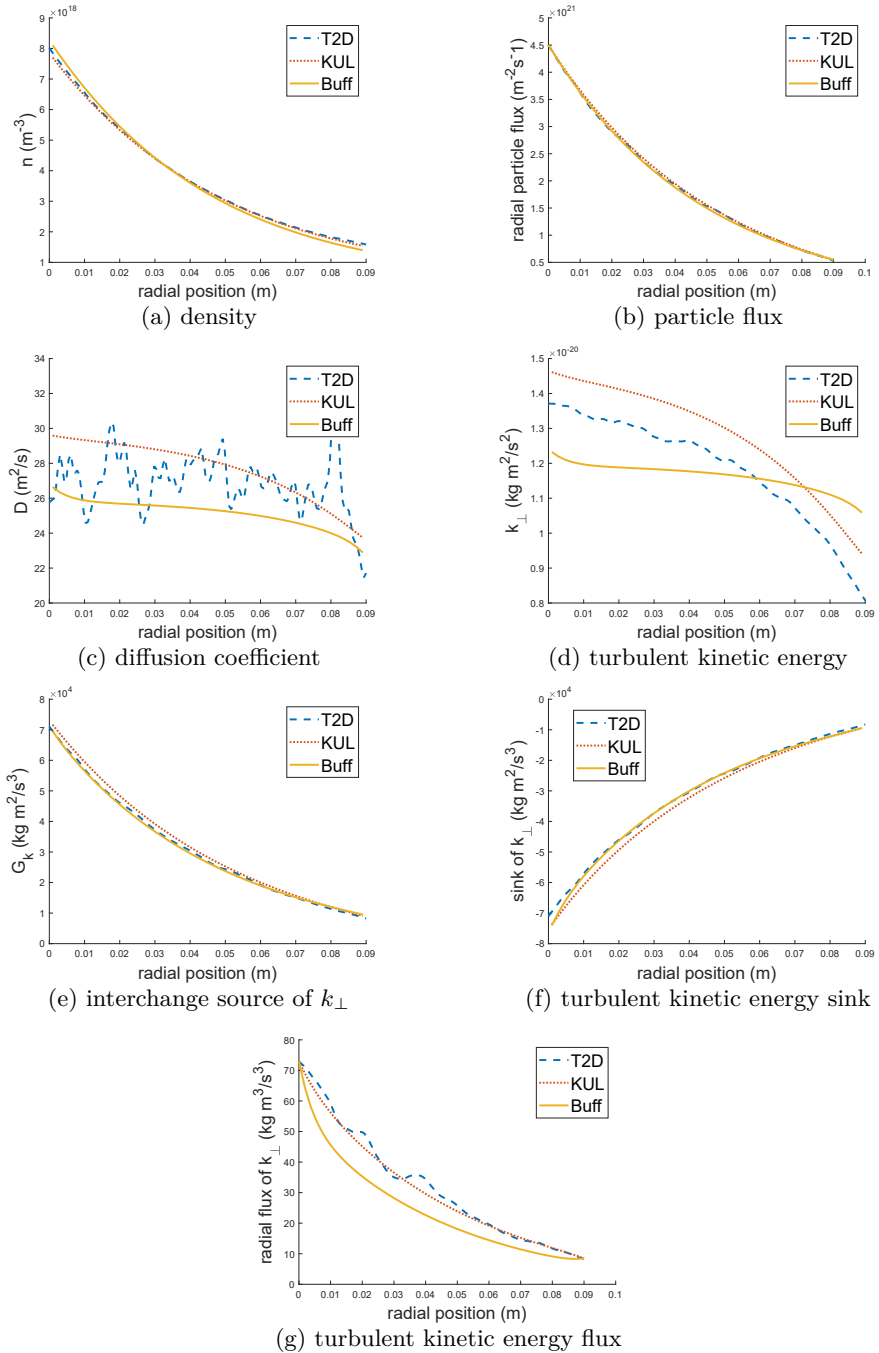 ×10^18
9
8
7
6
5
4
3
2
1
n (m^-3)
0 0.01 0.02 0.03 0.04 0.05 0.06 0.07 0.08 0.09
radial position (m)
T2D
KUL
Buff
(a) density
×10^21
4.5
4
3.5
3
2.5
2
1.5
1
0.5
5
radial particle flux (m^-2s^-1)
0 0.01 0.02 0.03 0.04 0.05 0.06 0.07 0.08 0.09 0.1
radial position (m)
T2D
KUL
Buff
(b) particle flux
34
32
30
28
26
24
22
20
D (m^2/s)
0 0.01 0.02 0.03 0.04 0.05 0.06 0.07 0.08 0.09
radial position (m)
T2D
KUL
Buff
(c) diffusion coefficient
×10^-20
1.5
1.4
1.3
1.2
1.1
1
0.9
0.8
k_⊥ (kg m^2/s^2)
0 0.01 0.02 0.03 0.04 0.05 0.06 0.07 0.08 0.09
radial position (m)
T2D
KUL
Buff
(d) turbulent kinetic energy
×10^4
8
7
6
5
4
3
2
1
0
G_k (kg m^2/s^3)
0 0.01 0.02 0.03 0.04 0.05 0.06 0.07 0.08 0.09
radial position (m)
T2D
KUL
Buff
(e) interchange source of k_⊥
×10^4
0
-1
-2
-3
-4
-5
-6
-7
-8
sink of k_⊥ (kg m^2/s^3)
0 0.01 0.02 0.03 0.04 0.05 0.06 0.07 0.08 0.09
radial position (m)
T2D
KUL
Buff
(f) turbulent kinetic energy sink
80
70
60
50
40
30
20
10
0
radial flux of k_⊥ (kg m^3/s^3)
0 0.01 0.02 0.03 0.04 0.05 0.06 0.07 0.08 0.09 0.1
radial position (m)
T2D
KUL
Buff
(g) turbulent kinetic energy flux